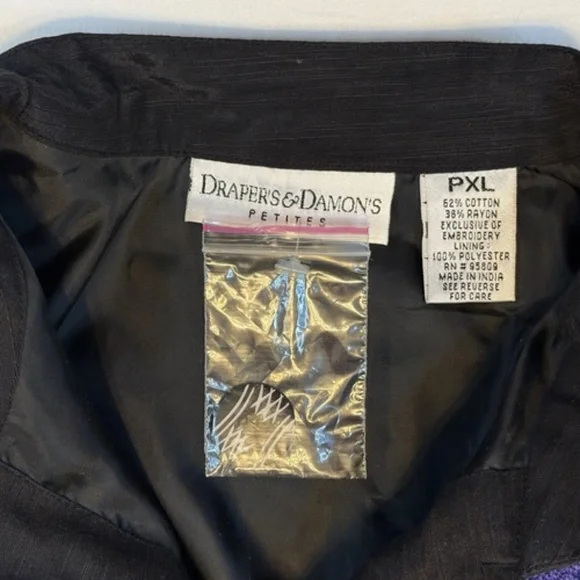 DRAPER'S & DAMON'S
PETITES
PXL
62% COTTON
38% RAYON
EXCLUSIVE OF
EMBROIDERY
LINING:
100% POLYESTER
RN # 95809
MADE IN INDIA
SEE REVERSE
FOR CARE